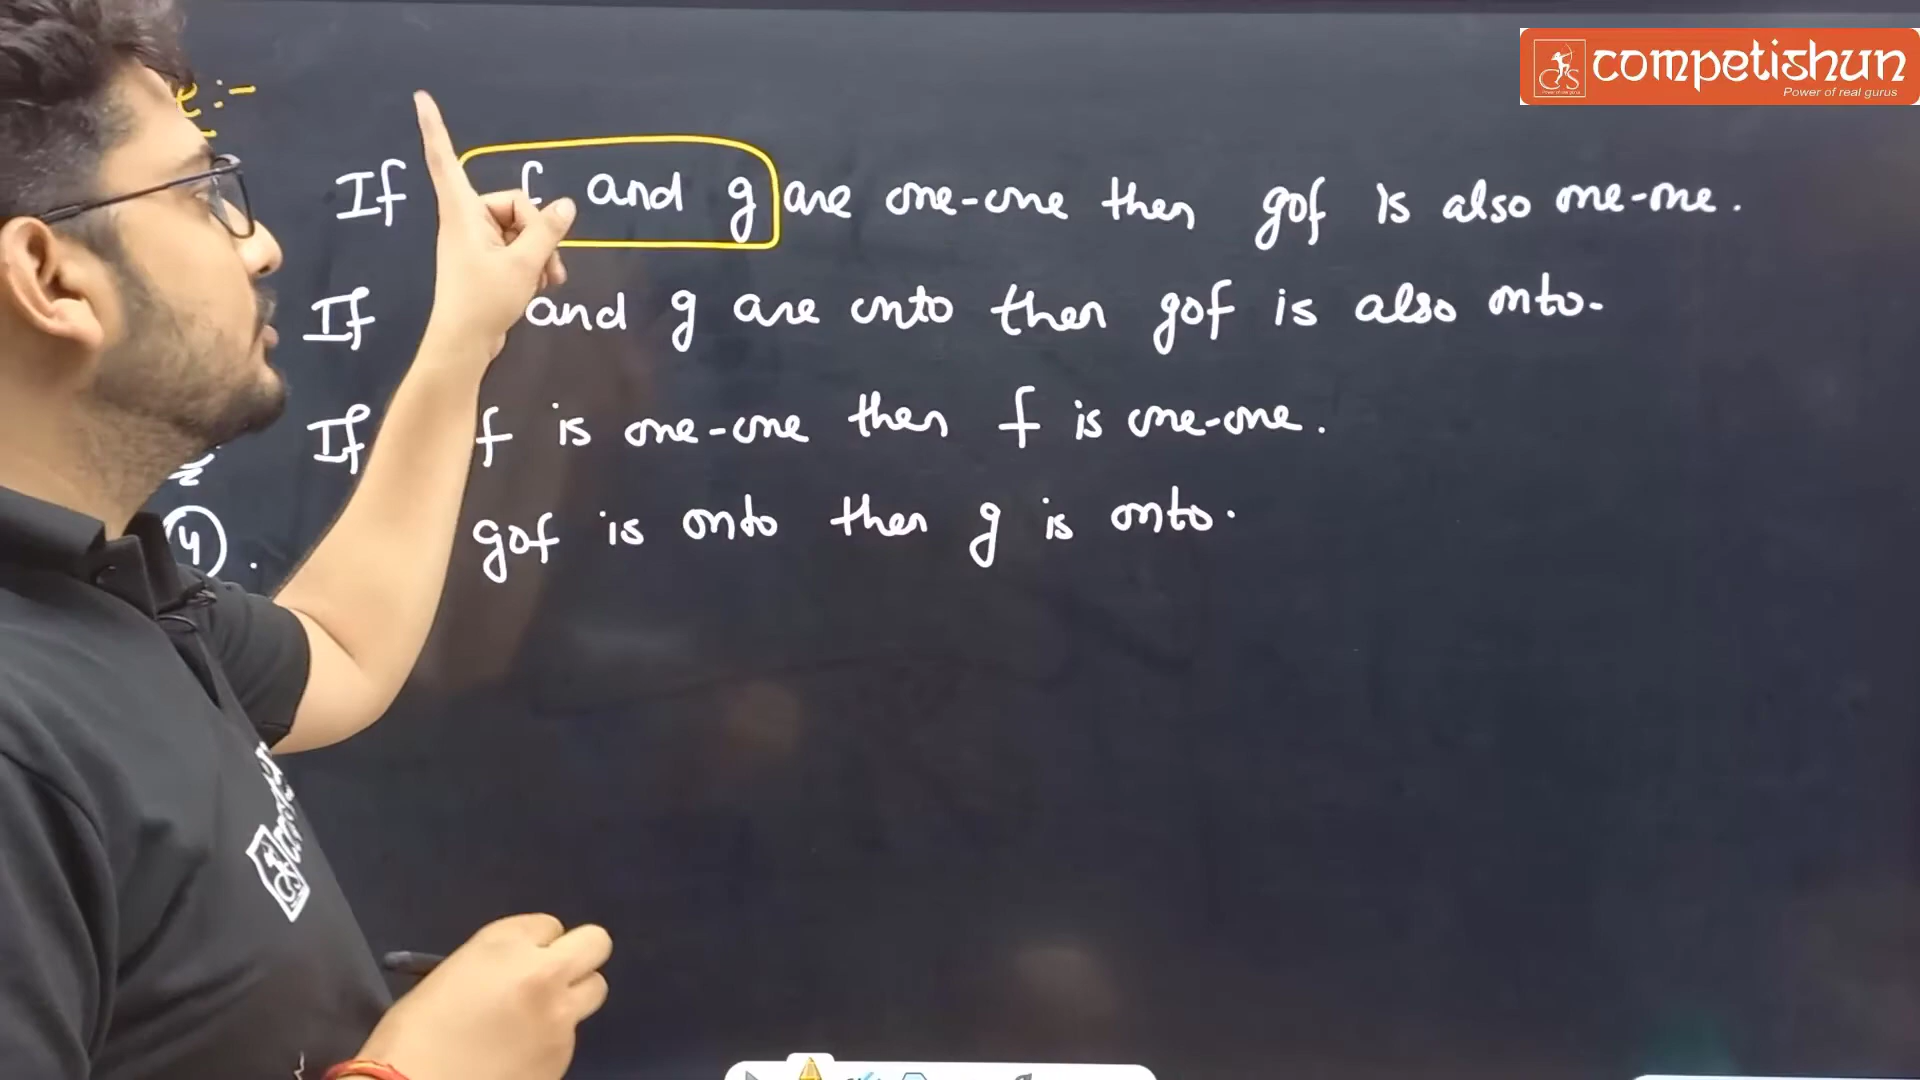 competishun
Power of real gurus
e :-
If f and g are one-one then gof is also one-one.
If and g are onto then gof is also onto.
If f is one-one then f is one-one.
4 . gof is onto then g is onto.